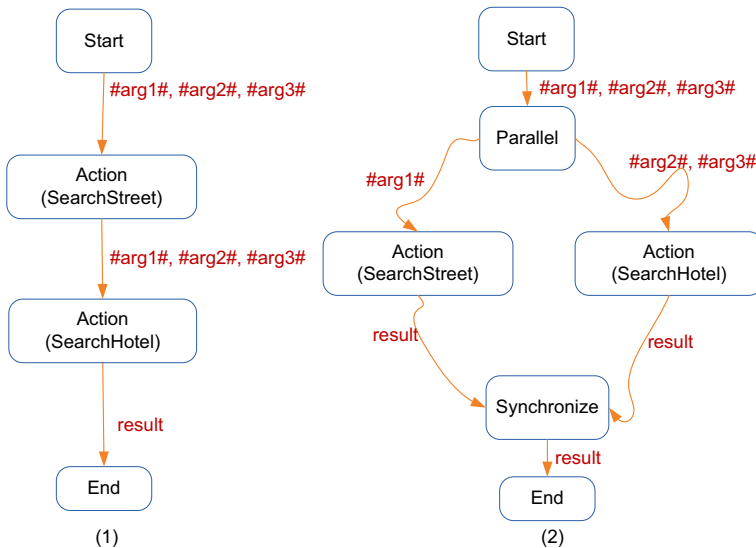 Start
#arg1#, #arg2#, #arg3#
Action
(SearchStreet)
#arg1#, #arg2#, #arg3#
Action
(SearchHotel)
result
End
(1)
Start
#arg1#, #arg2#, #arg3#
Parallel
#arg1#
#arg2#, #arg3#
Action
(SearchStreet)
Action
(SearchHotel)
result
result
Synchronize
result
End
(2)